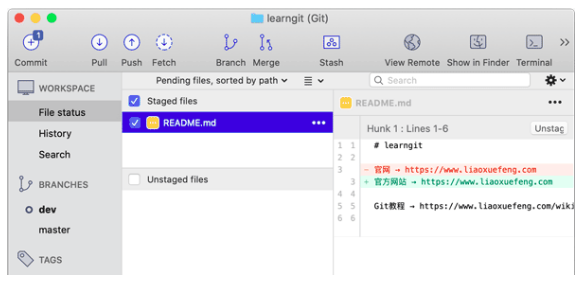 learngit (Git)
1
Commit Pull Push Fetch Branch Merge Stash View Remote Show in Finder Terminal
Pending files, sorted by path Search
WORKSPACE
File status
History
Search
BRANCHES
dev
master
TAGS
Staged files
README.md
Unstaged files
README.md
Hunk 1 : Lines 1-6 Unstag
1 1 # learngit
2 2
3 - 官网 → https://www.liaoxuefeng.com
3 + 官方网站 → https://www.liaoxuefeng.com
4 4
5 5 Git教程 → https://www.liaoxuefeng.com/wiki
6 6